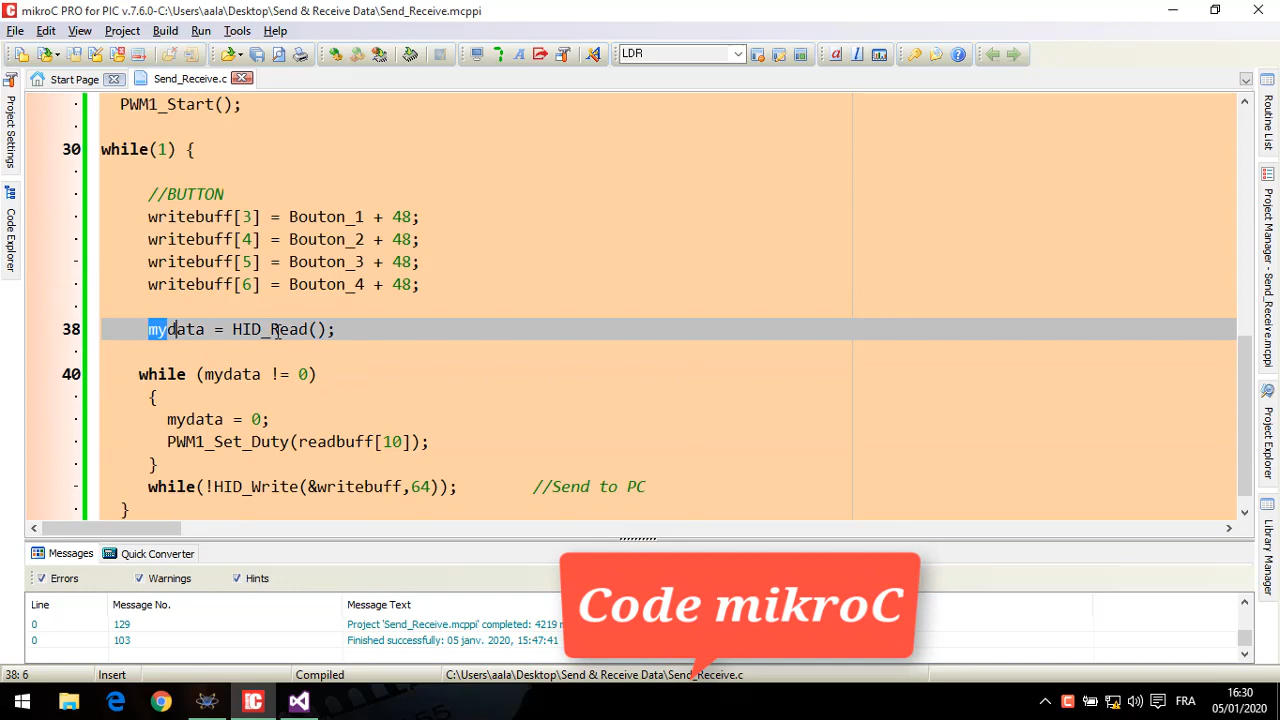 mikroC PRO for PIC v.7.6.0-C:\Users\aala\Desktop\Send & Receive Data\Send_Receive.mcppi
File Edit View Project Build Run Tools Help
LDR
Start Page Send_Receive.c
PWM1_Start();
30 while(1) {
//BUTTON
writebuff[3] = Bouton_1 + 48;
writebuff[4] = Bouton_2 + 48;
writebuff[5] = Bouton_3 + 48;
writebuff[6] = Bouton_4 + 48;
38 mydata = HID_Read();
40 while (mydata != 0)
{
mydata = 0;
PWM1_Set_Duty(readbuff[10]);
}
while(!HID_Write(&writebuff,64)); //Send to PC
}
Project Settings
Code Explorer
Routine List
Project Manager - Send_Receive.mcppi
Project Explorer
Library Manager
Messages Quick Converter
Errors Warnings Hints
Line Message No. Message Text
0 129 Project 'Send_Receive.mcppi' completed: 4219 m
0 103 Finished successfully: 05 janv. 2020, 15:47:41
Code mikroC
38: 6 Insert Compiled C:\Users\aala\Desktop\Send & Receive Data\Send_Receive.c
FRA
16:30
05/01/2020